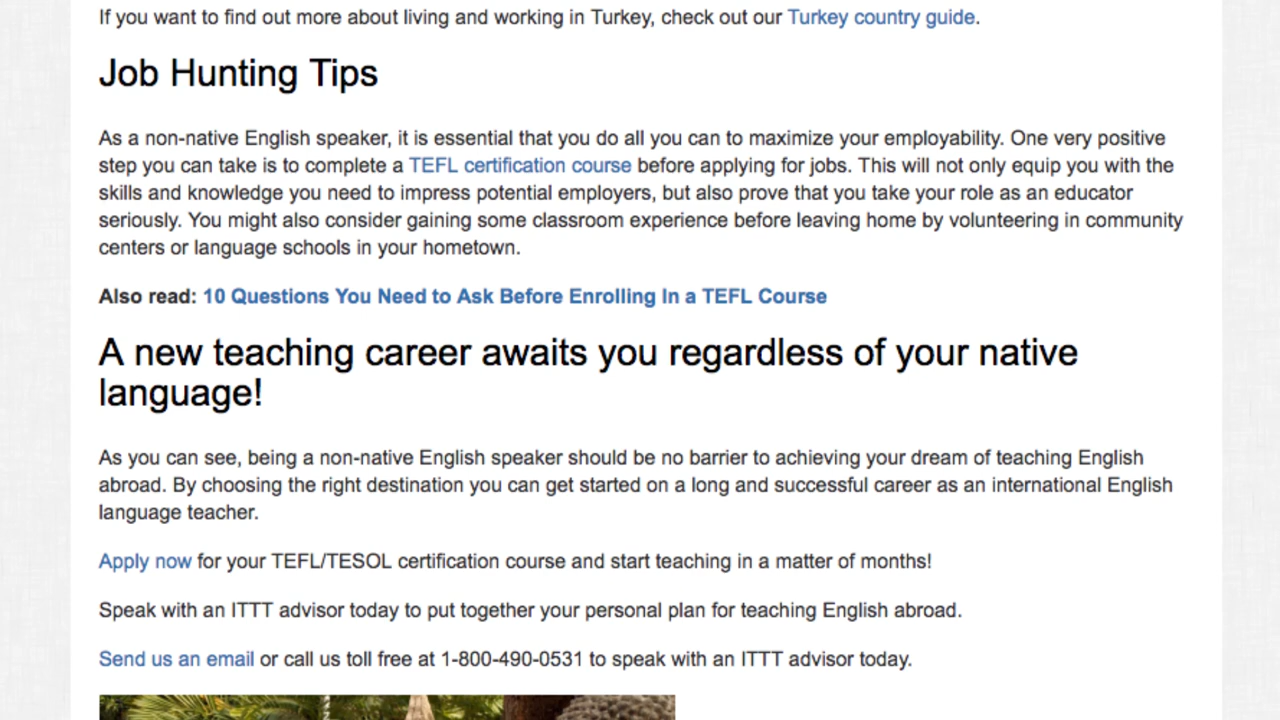 If you want to find out more about living and working in Turkey, check out our Turkey country guide.
Job Hunting Tips
As a non-native English speaker, it is essential that you do all you can to maximize your employability. One very positive
step you can take is to complete a TEFL certification course before applying for jobs. This will not only equip you with the
skills and knowledge you need to impress potential employers, but also prove that you take your role as an educator
seriously. You might also consider gaining some classroom experience before leaving home by volunteering in community
centers or language schools in your hometown.
Also read: 10 Questions You Need to Ask Before Enrolling In a TEFL Course
A new teaching career awaits you regardless of your native
language!
As you can see, being a non-native English speaker should be no barrier to achieving your dream of teaching English
abroad. By choosing the right destination you can get started on a long and successful career as an international English
language teacher.
Apply now for your TEFL/TESOL certification course and start teaching in a matter of months!
Speak with an ITTT advisor today to put together your personal plan for teaching English abroad.
Send us an email or call us toll free at 1-800-490-0531 to speak with an ITTT advisor today.